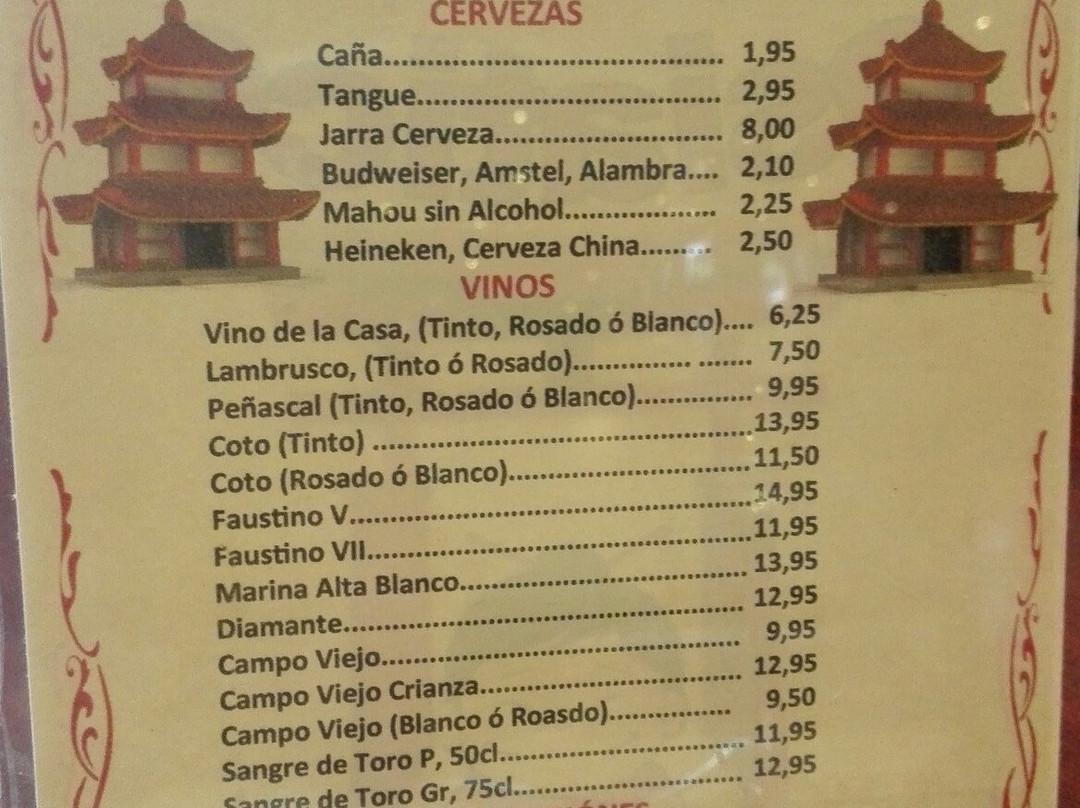 CERVEZAS
Caña........................................ 1,95
Tangue.................................... 2,95
Jarra Cerveza........................... 8,00
Budweiser, Amstel, Alambra.... 2,10
Mahou sin Alcohol................... 2,25
Heineken, Cerveza China......... 2,50
VINOS
Vino de la Casa, (Tinto, Rosado ó Blanco).... 6,25
Lambrusco, (Tinto ó Rosado)............... ....... 7,50
Peñascal (Tinto, Rosado ó Blanco)............... 9,95
Coto (Tinto) .............................................13,95
Coto (Rosado ó Blanco).............................11,50
Faustino V................................................14,95
Faustino VII..............................................11,95
Marina Alta Blanco................................... 13,95
Diamante................................................. 12,95
Campo Viejo............................................ 9,95
Campo Viejo Crianza................................ 12,95
Campo Viejo (Blanco ó Roasdo)............... 9,50
Sangre de Toro P, 50cl............................. 11,95
Sangre de Toro Gr, 75cl........................... 12,95